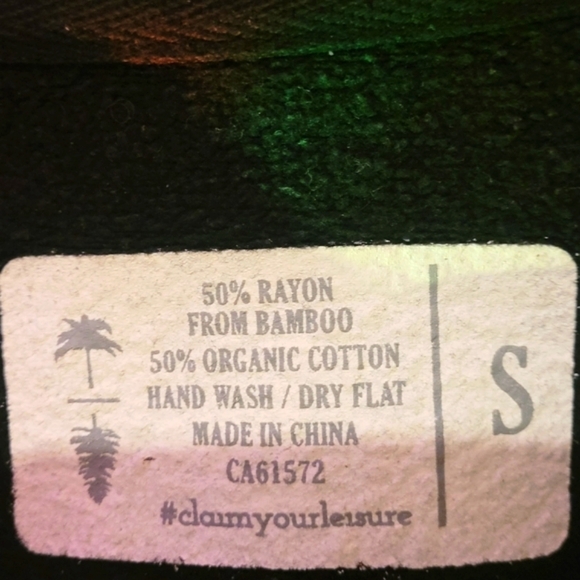 50% RAYON
FROM BAMBOO
50% ORGANIC COTTON
HAND WASH / DRY FLAT
MADE IN CHINA
CA61572
#claimyourleisure
S